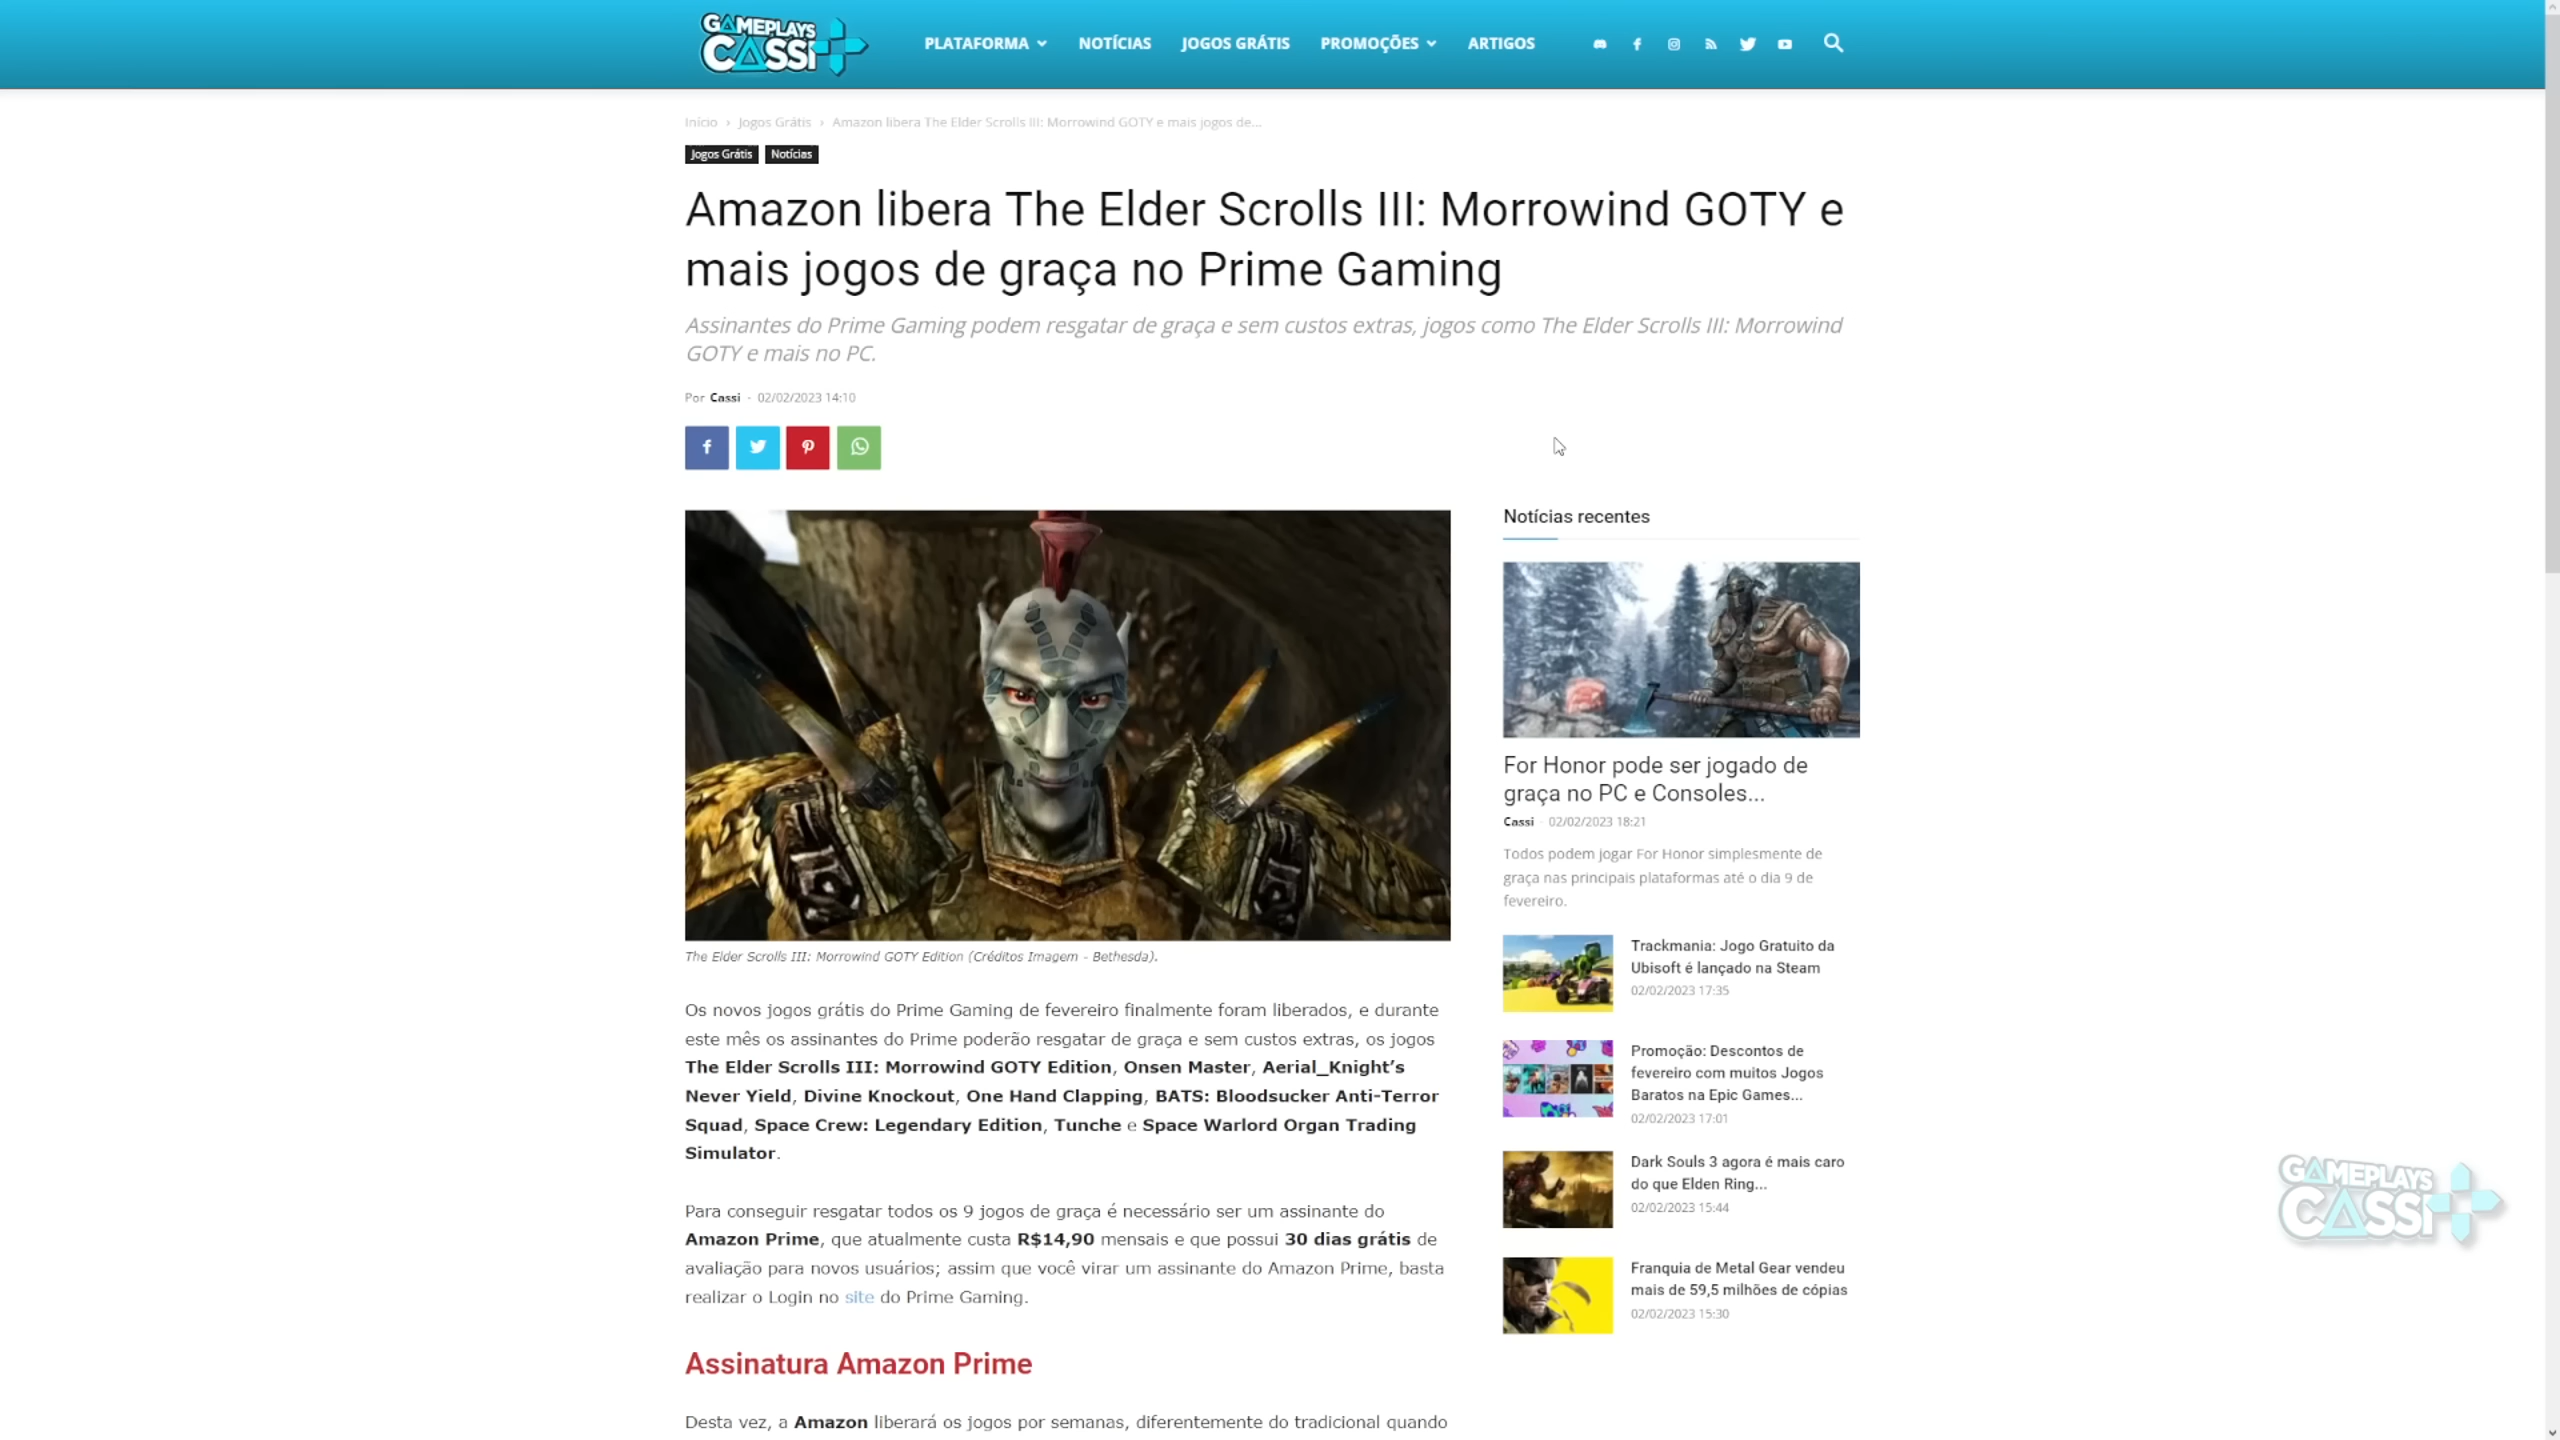 GAMEPLAYS
CASSI
PLATAFORMA
NOTÍCIAS
JOGOS GRÁTIS
PROMOÇÕES
ARTIGOS
Início › Jogos Grátis › Amazon libera The Elder Scrolls III: Morrowind GOTY e mais jogos de...
Jogos Grátis
Notícias
Amazon libera The Elder Scrolls III: Morrowind GOTY e
mais jogos de graça no Prime Gaming
Assinantes do Prime Gaming podem resgatar de graça e sem custos extras, jogos como The Elder Scrolls III: Morrowind
GOTY e mais no PC.
Por Cassi - 02/02/2023 14:10
The Elder Scrolls III: Morrowind GOTY Edition (Créditos Imagem - Bethesda).
Os novos jogos grátis do Prime Gaming de fevereiro finalmente foram liberados, e durante
este mês os assinantes do Prime poderão resgatar de graça e sem custos extras, os jogos
The Elder Scrolls III: Morrowind GOTY Edition, Onsen Master, Aerial_Knight’s
Never Yield, Divine Knockout, One Hand Clapping, BATS: Bloodsucker Anti-Terror
Squad, Space Crew: Legendary Edition, Tunche e Space Warlord Organ Trading
Simulator.
Para conseguir resgatar todos os 9 jogos de graça é necessário ser um assinante do
Amazon Prime, que atualmente custa R$14,90 mensais e que possui 30 dias grátis de
avaliação para novos usuários; assim que você virar um assinante do Amazon Prime, basta
realizar o Login no site do Prime Gaming.
Assinatura Amazon Prime
Desta vez, a Amazon liberará os jogos por semanas, diferentemente do tradicional quando
Notícias recentes
For Honor pode ser jogado de
graça no PC e Consoles...
Cassi - 02/02/2023 18:21
Todos podem jogar For Honor simplesmente de
graça nas principais plataformas até o dia 9 de
fevereiro.
Trackmania: Jogo Gratuito da
Ubisoft é lançado na Steam
02/02/2023 17:35
Promoção: Descontos de
fevereiro com muitos Jogos
Baratos na Epic Games...
02/02/2023 17:01
Dark Souls 3 agora é mais caro
do que Elden Ring...
02/02/2023 15:44
Franquia de Metal Gear vendeu
mais de 59,5 milhões de cópias
02/02/2023 15:30
GAMEPLAYS
CASSI